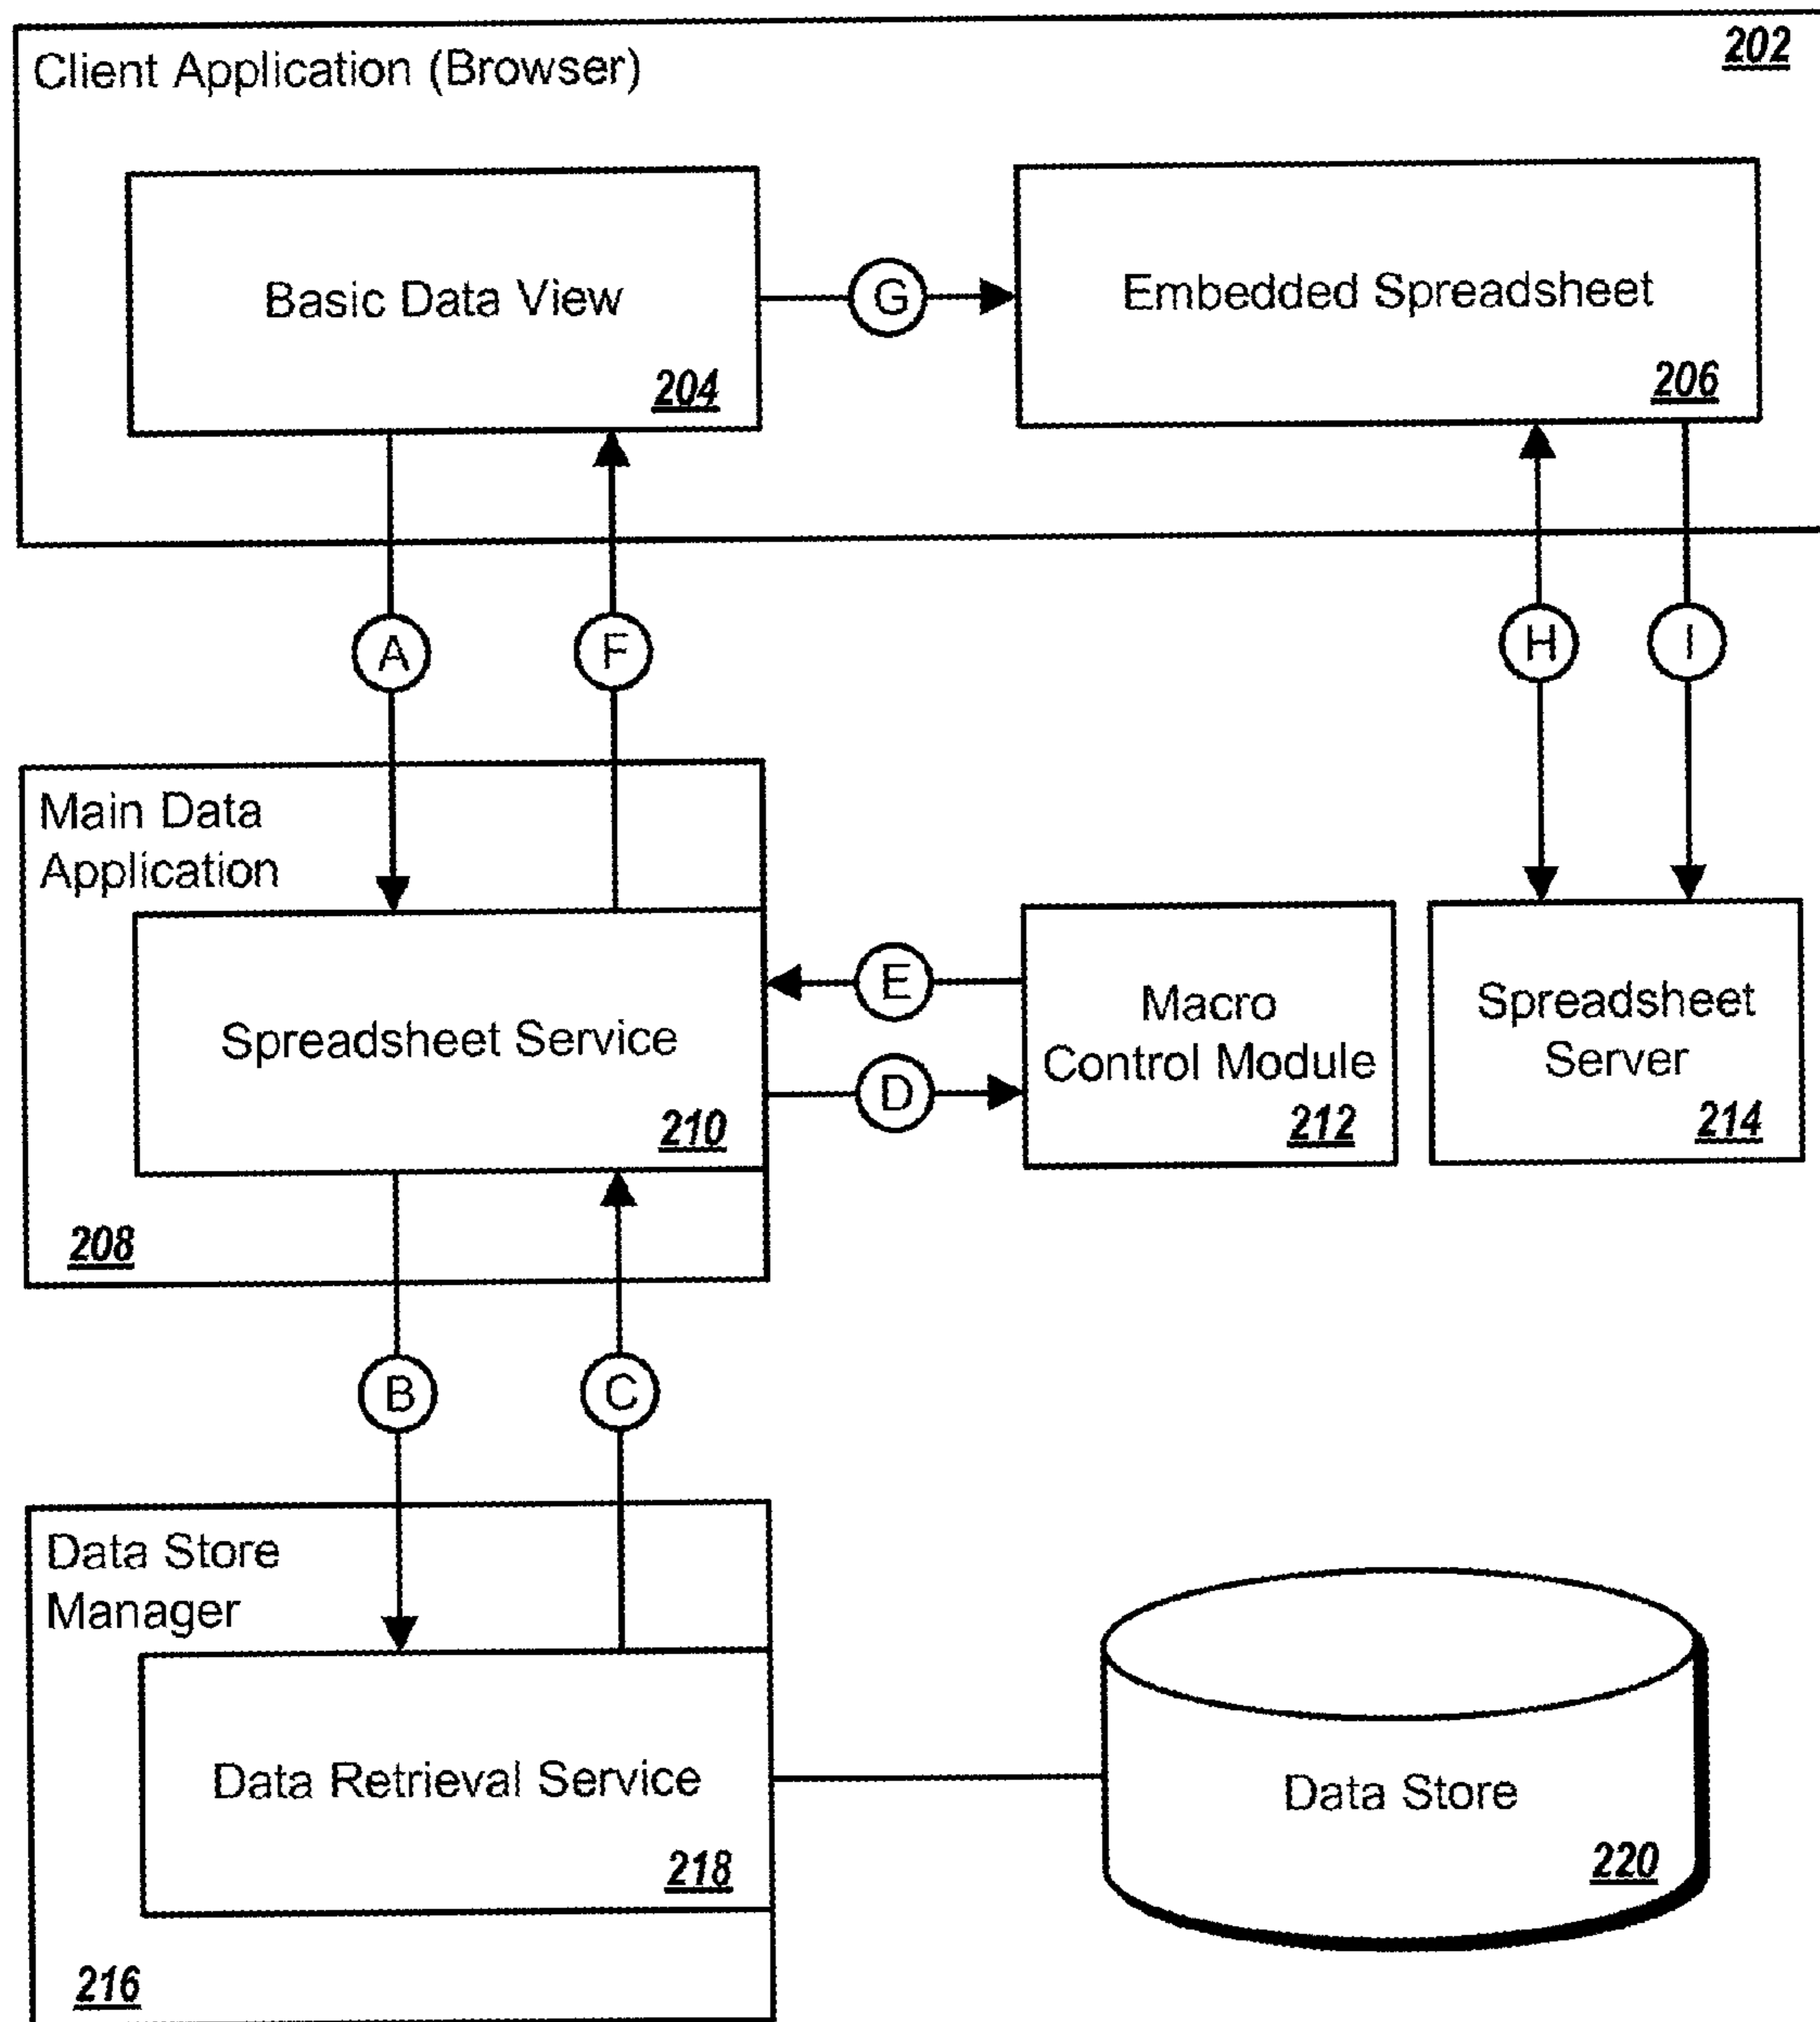 Client Application (Browser)
202
Basic Data View
204
G
Embedded Spreadsheet
206
A
F
H
I
Main Data
Application
Spreadsheet Service
210
208
E
D
Macro
Control Module
212
Spreadsheet
Server
214
B
C
Data Store
Manager
Data Retrieval Service
218
216
Data Store
220